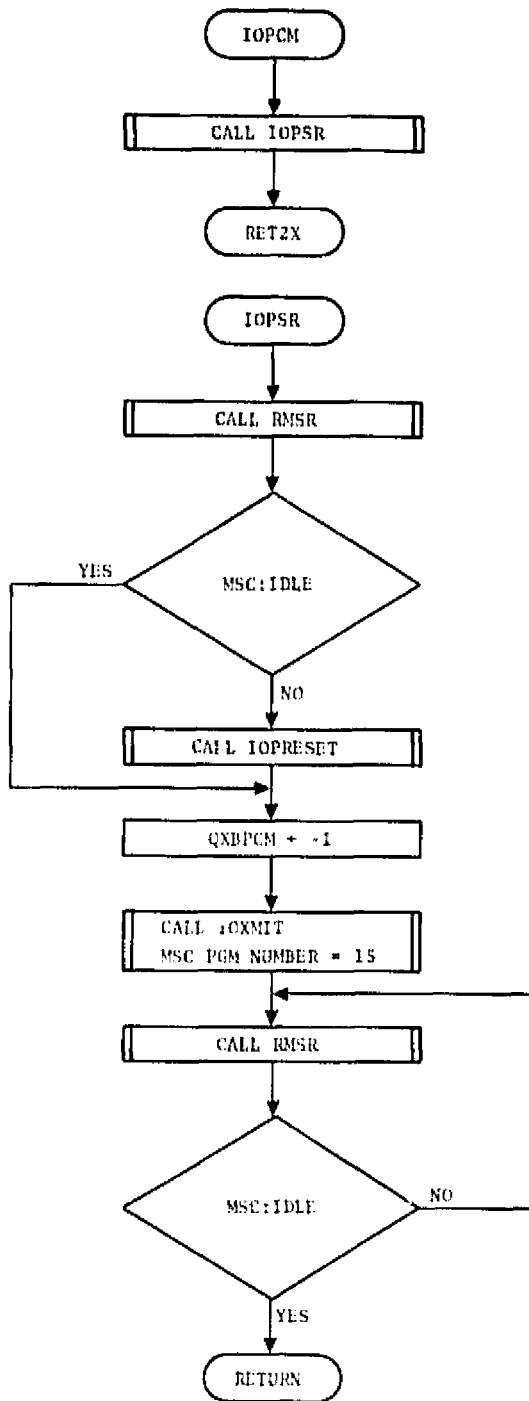 IOPCM
CALL IOPSR
RET2X
IOPSR
CALL RMSR
MSC:IDLE
YES
NO
CALL IOPRESET
QXBPCM ← -1
CALL IOXMIT
MSC PGM NUMBER = 15
CALL RMSR
MSC:IDLE
NO
YES
RETURN